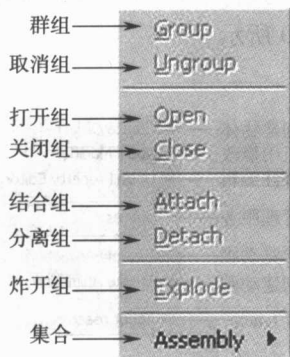 群组 Group
取消组 Ungroup
打开组 Open
关闭组 Close
结合组 Attach
分离组 Detach
炸开组 Explode
集合 Assembly